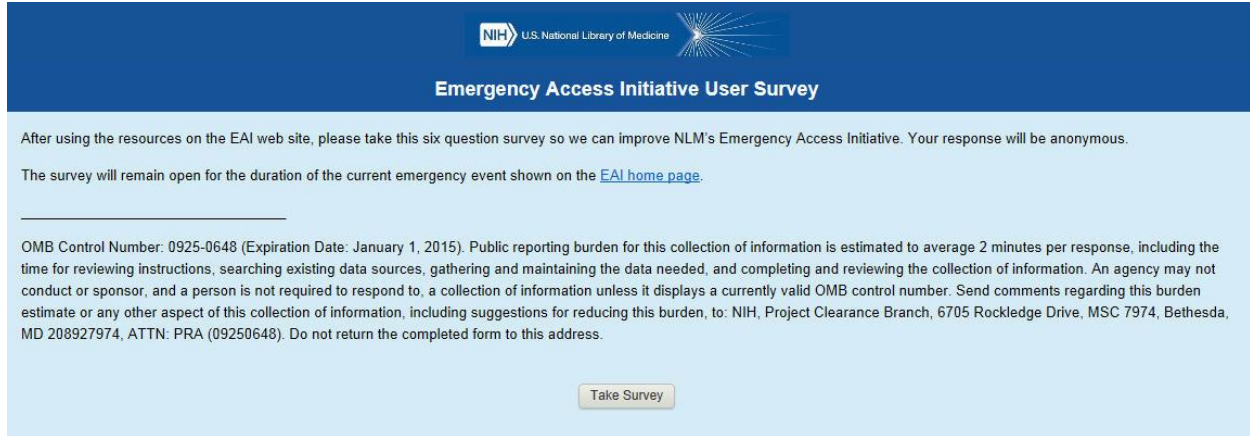 NIH U.S. National Library of Medicine
Emergency Access Initiative User Survey
After using the resources on the EAI web site, please take this six question survey so we can improve NLM's Emergency Access Initiative. Your response will be anonymous.
The survey will remain open for the duration of the current emergency event shown on the EAI home page.
OMB Control Number: 0925-0648 (Expiration Date: January 1, 2015). Public reporting burden for this collection of information is estimated to average 2 minutes per response, including the
time for reviewing instructions, searching existing data sources, gathering and maintaining the data needed, and completing and reviewing the collection of information. An agency may not
conduct or sponsor, and a person is not required to respond to, a collection of information unless it displays a currently valid OMB control number. Send comments regarding this burden
estimate or any other aspect of this collection of information, including suggestions for reducing this burden, to: NIH, Project Clearance Branch, 6705 Rockledge Drive, MSC 7974, Bethesda,
MD 208927974, ATTN: PRA (09250648). Do not return the completed form to this address.
Take Survey